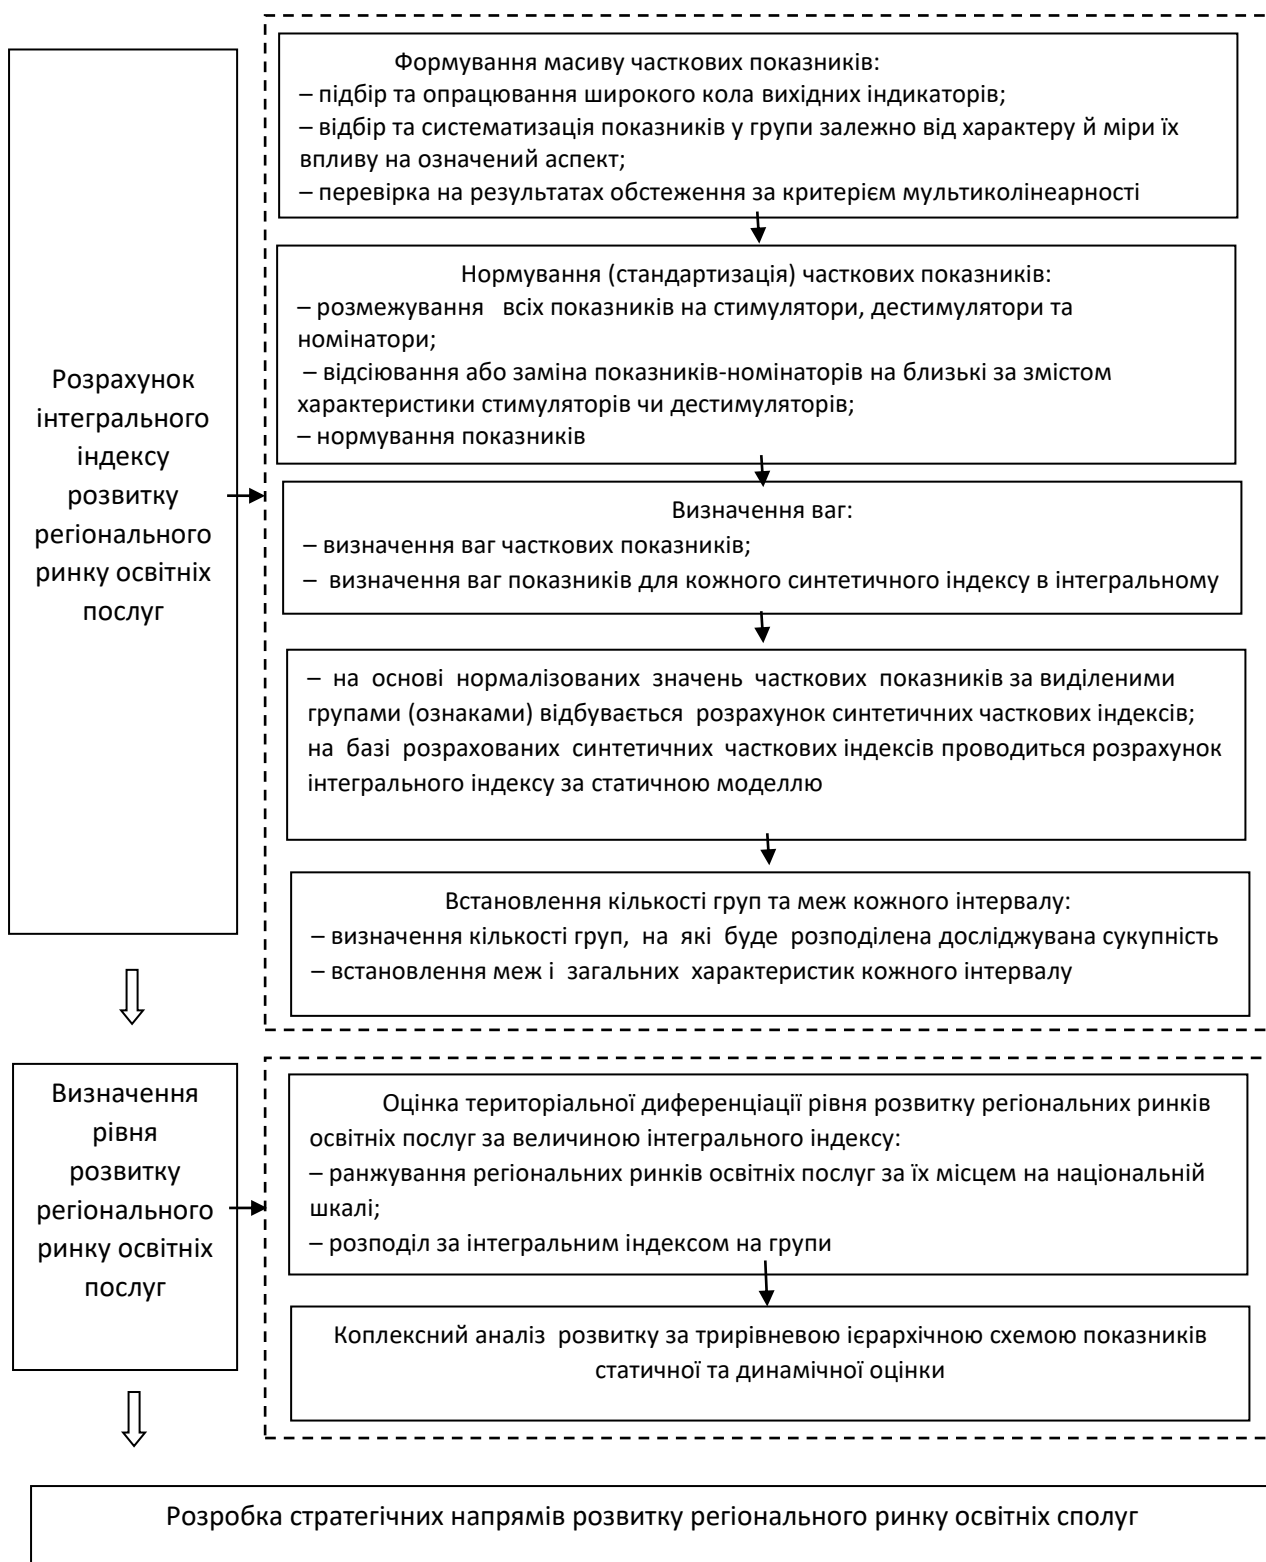 Розрахунок
інтегрального
індексу
розвитку
регіонального
ринку освітніх
послуг
Формування масиву часткових показників:
– підбір та опрацювання широкого кола вихідних індикаторів;
– відбір та систематизація показників у групи залежно від характеру й міри їх
впливу на означений аспект;
– перевірка на результатах обстеження за критерієм мультиколінеарності
Нормування (стандартизація) часткових показників:
– розмежування всіх показників на стимулятори, дестимулятори та
номінатори;
– відсіювання або заміна показників-номінаторів на близькі за змістом
характеристики стимуляторів чи дестимуляторів;
– нормування показників
Визначення ваг:
– визначення ваг часткових показників;
– визначення ваг показників для кожного синтетичного індексу в інтегральному
– на основі нормалізованих значень часткових показників за виділеними
групами (ознаками) відбувається розрахунок синтетичних часткових індексів;
на базі розрахованих синтетичних часткових індексів проводиться розрахунок
інтегрального індексу за статичною моделлю
Встановлення кількості груп та меж кожного інтервалу:
– визначення кількості груп, на які буде розподілена досліджувана сукупність
– встановлення меж і загальних характеристик кожного інтервалу
Визначення
рівня
розвитку
регіонального
ринку освітніх
послуг
Оцінка територіальної диференціації рівня розвитку регіональних ринків
освітніх послуг за величиною інтегрального індексу:
– ранжування регіональних ринків освітніх послуг за їх місцем на національній
шкалі;
– розподіл за інтегральним індексом на групи
Коплексний аналіз розвитку за трирівневою ієрархічною схемою показників
статичної та динамічної оцінки
Розробка стратегічних напрямів розвитку регіонального ринку освітніх сполуг